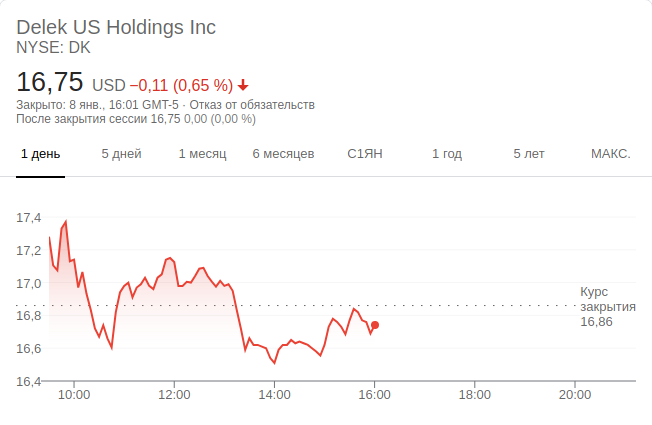 Delek US Holdings Inc
NYSE: DK
16,75 USD −0,11 (0,65 %)
Закрыто: 8 янв., 16:01 GMT-5 · Отказ от обязательств
После закрытия сессии 16,75 0,00 (0,00 %)
1 день 5 дней 1 месяц 6 месяцев С1ЯН 1 год 5 лет МАКС.
17,4
17,2
17,0
Курс
закрытия
16,86
16,8
16,6
16,4
10:00 12:00 14:00 16:00 18:00 20:00